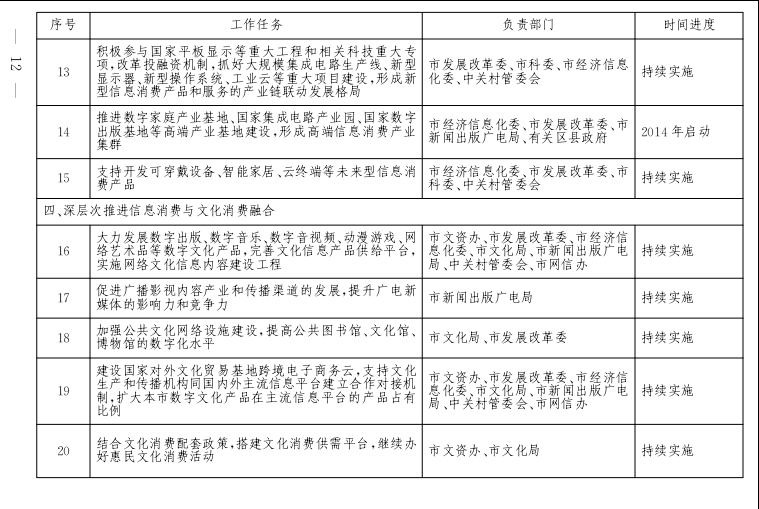 — 12 —
序号 工作任务 负责部门 时间进度
13
积极参与国家平板显示等重大工程和相关科技重大专
项,改革投融资机制,抓好大规模集成电路生产线、新型
显示器、新型操作系统、工业云等重大项目建设,形成新
型信息消费产品和服务的产业链联动发展格局
市发展改革委、市科委、市经济信息
化委、中关村管委会
持续实施
14
推进数字家庭产业基地、国家集成电路产业园、国家数字
出版基地等高端产业基地建设,形成高端信息消费产业
集群
市经济信息化委、市发展改革委、市
新闻出版广电局、有关区县政府
2014年启动
15
支持开发可穿戴设备、智能家居、云终端等未来型信息消
费产品
市经济信息化委、市发展改革委、市
科委、中关村管委会
持续实施
四、深层次推进信息消费与文化消费融合
16
大力发展数字出版、数字音乐、数字音视频、动漫游戏、网
络艺术品等数字文化产品,完善文化信息产品供给平台,
实施网络文化信息内容建设工程
市文资办、市发展改革委、市经济信
息化委、市文化局、市新闻出版广电
局、中关村管委会、市网信办
持续实施
17
促进广播影视内容产业和传播渠道的发展,提升广电新
媒体的影响力和竞争力
市新闻出版广电局
持续实施
18
加强公共文化网络设施建设,提高公共图书馆、文化馆、
博物馆的数字化水平
市文化局、市发展改革委
持续实施
19
建设国家对外文化贸易基地跨境电子商务云,支持文化
生产和传播机构同国内外主流信息平台建立合作对接机
制,扩大本市数字文化产品在主流信息平台的产品占有
比例
市文资办、市发展改革委、市经济信
息化委、市文化局、市新闻出版广电
局、中关村管委会、市网信办
持续实施
20
结合文化消费配套政策,搭建文化消费供需平台,继续办
好惠民文化消费活动
市文资办、市文化局
持续实施